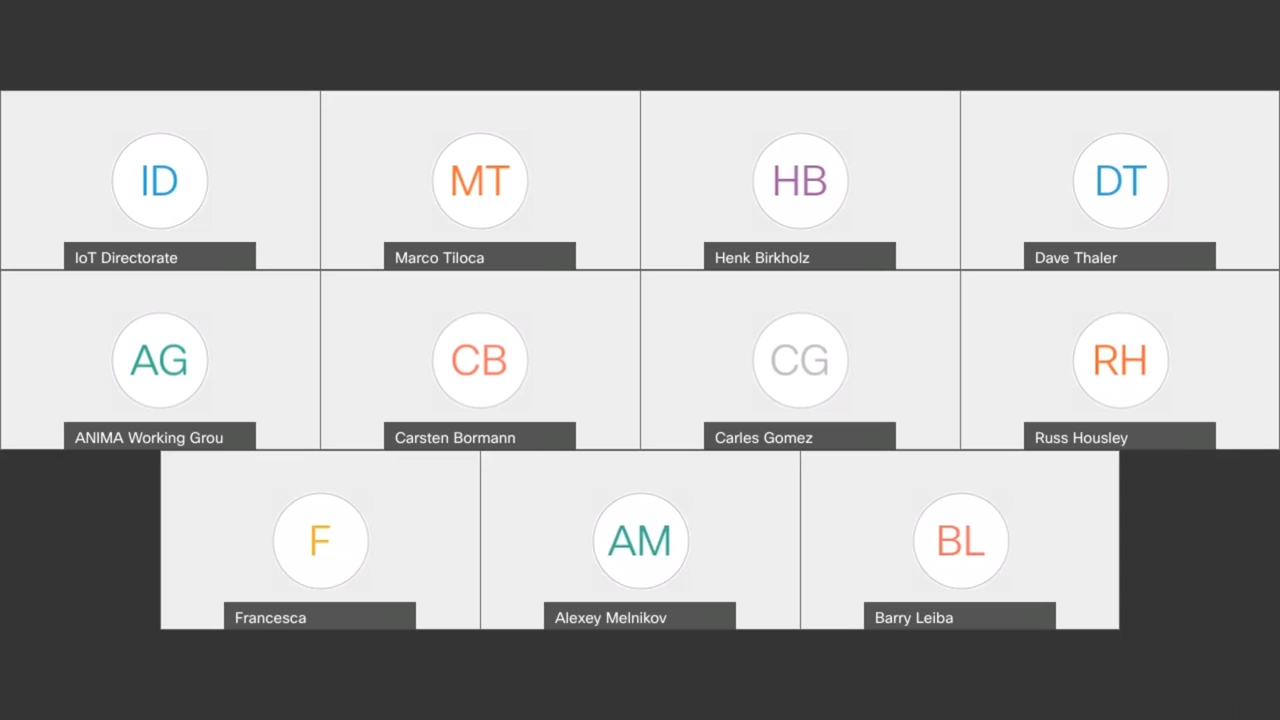 ID
MT
HB
DT
IoT Directorate
Marco Tiloca
Henk Birkholz
Dave Thaler
AG
CB
CG
RH
ANIMA Working Grou
Carsten Bormann
Carles Gomez
Russ Housley
F
AM
BL
Francesca
Alexey Melnikov
Barry Leiba